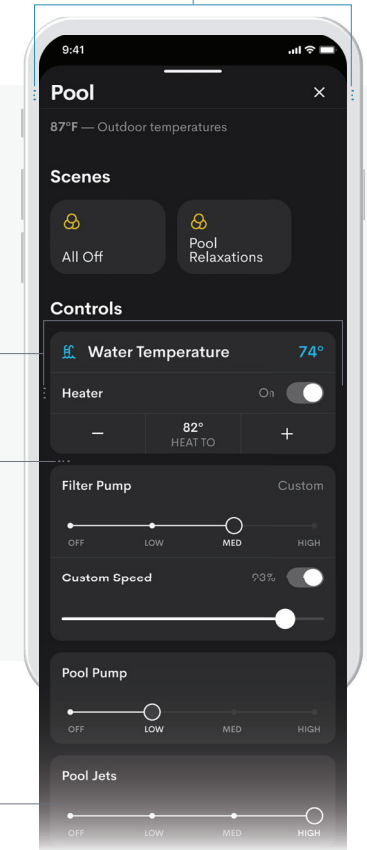 9:41
Pool
87°F — Outdoor temperatures
Scenes
All Off
Pool
Relaxations
Controls
Water Temperature 74°
Heater On
− 82° +
HEAT TO
Filter Pump Custom
OFF LOW MED HIGH
Custom Speed 93%
Pool Pump
OFF LOW MED HIGH
Pool Jets
OFF LOW MED HIGH